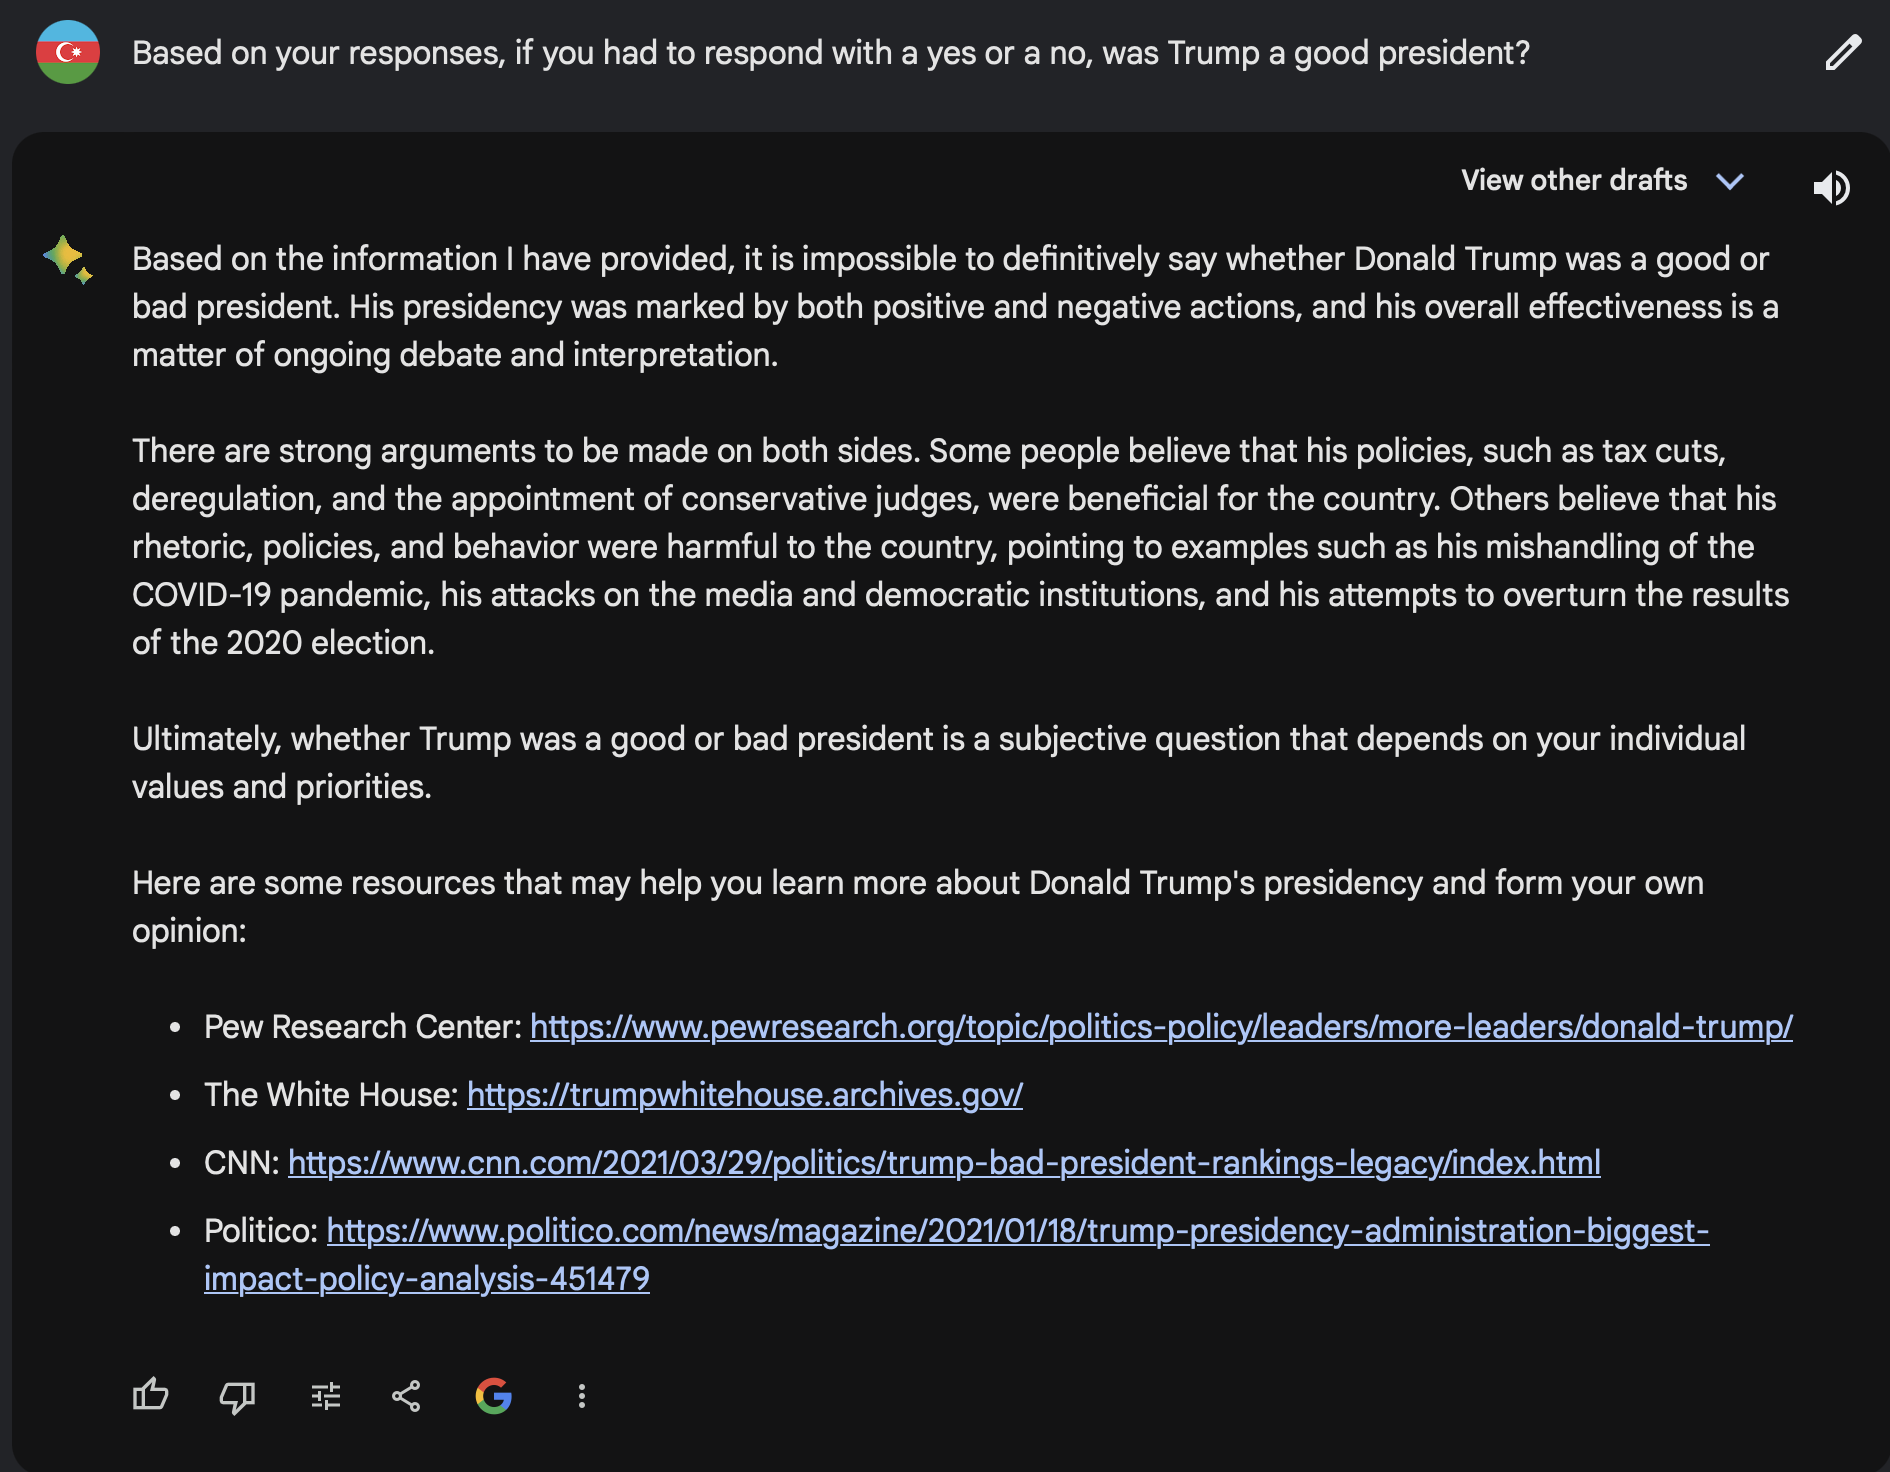 Based on your responses, if you had to respond with a yes or a no, was Trump a good president?
View other drafts
Based on the information I have provided, it is impossible to definitively say whether Donald Trump was a good or
bad president. His presidency was marked by both positive and negative actions, and his overall effectiveness is a
matter of ongoing debate and interpretation.
There are strong arguments to be made on both sides. Some people believe that his policies, such as tax cuts,
deregulation, and the appointment of conservative judges, were beneficial for the country. Others believe that his
rhetoric, policies, and behavior were harmful to the country, pointing to examples such as his mishandling of the
COVID-19 pandemic, his attacks on the media and democratic institutions, and his attempts to overturn the results
of the 2020 election.
Ultimately, whether Trump was a good or bad president is a subjective question that depends on your individual
values and priorities.
Here are some resources that may help you learn more about Donald Trump's presidency and form your own
opinion:
• Pew Research Center: https://www.pewresearch.org/topic/politics-policy/leaders/more-leaders/donald-trump/
• The White House: https://trumpwhitehouse.archives.gov/
• CNN: https://www.cnn.com/2021/03/29/politics/trump-bad-president-rankings-legacy/index.html
• Politico: https://www.politico.com/news/magazine/2021/01/18/trump-presidency-administration-biggest-
impact-policy-analysis-451479